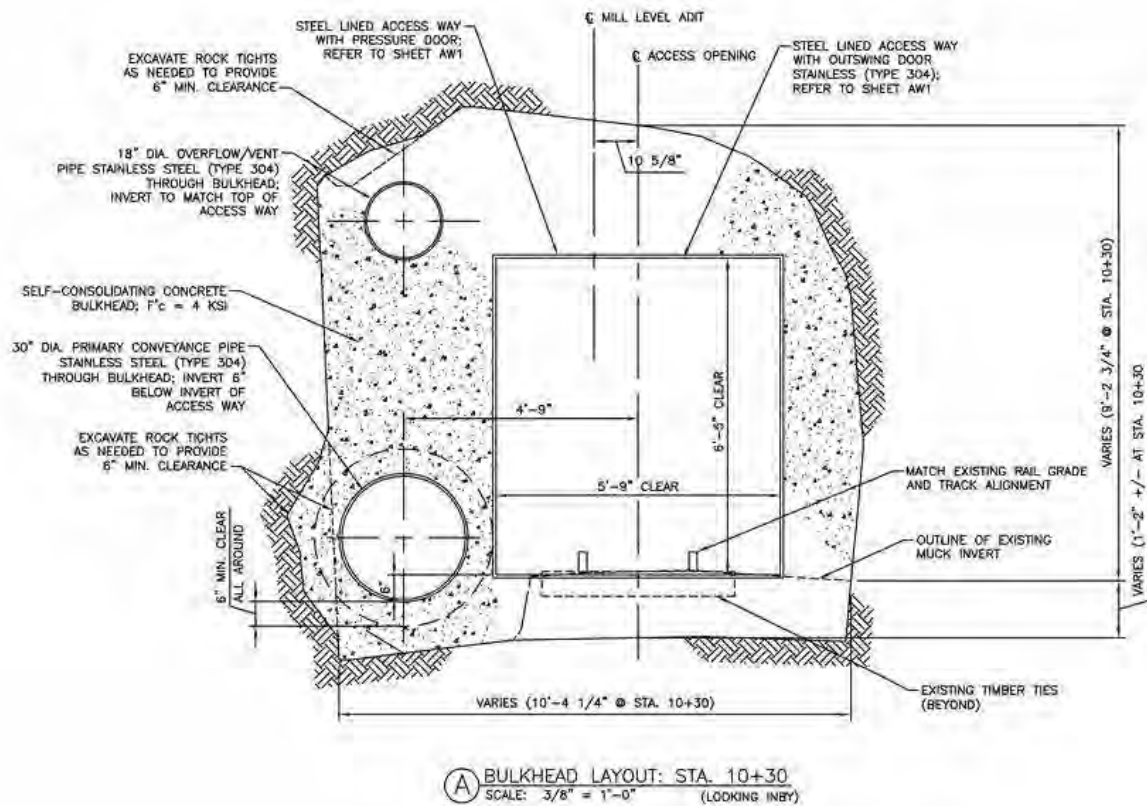 ℄ MILL LEVEL ADIT
STEEL LINED ACCESS WAY
WITH PRESSURE DOOR;
REFER TO SHEET AW1
℄ ACCESS OPENING
STEEL LINED ACCESS WAY
WITH OUTSWING DOOR
STAINLESS (TYPE 304);
REFER TO SHEET AW1
EXCAVATE ROCK TIGHTS
AS NEEDED TO PROVIDE
6" MIN. CLEARANCE
10 5/8"
18" DIA. OVERFLOW/VENT
PIPE STAINLESS STEEL (TYPE 304)
THROUGH BULKHEAD;
INVERT TO MATCH TOP OF
ACCESS WAY
SELF-CONSOLIDATING CONCRETE
BULKHEAD; F'c = 4 KSI
30" DIA. PRIMARY CONVEYANCE PIPE
STAINLESS STEEL (TYPE 304)
THROUGH BULKHEAD; INVERT 6"
BELOW INVERT OF
ACCESS WAY
4'-9"
6'-5" CLEAR
5'-9" CLEAR
VARIES (9'-2 3/4" @ STA. 10+30)
VARIES (1'-2" +/- AT STA. 10+30
EXCAVATE ROCK TIGHTS
AS NEEDED TO PROVIDE
6" MIN. CLEARANCE
MATCH EXISTING RAIL GRADE
AND TRACK ALIGNMENT
OUTLINE OF EXISTING
MUCK INVERT
6" MIN. CLEAR
ALL AROUND
6"
EXISTING TIMBER TIES
(BEYOND)
VARIES (10'-4 1/4" @ STA. 10+30)
A
BULKHEAD LAYOUT: STA. 10+30
SCALE: 3/8" = 1'-0" (LOOKING INBY)